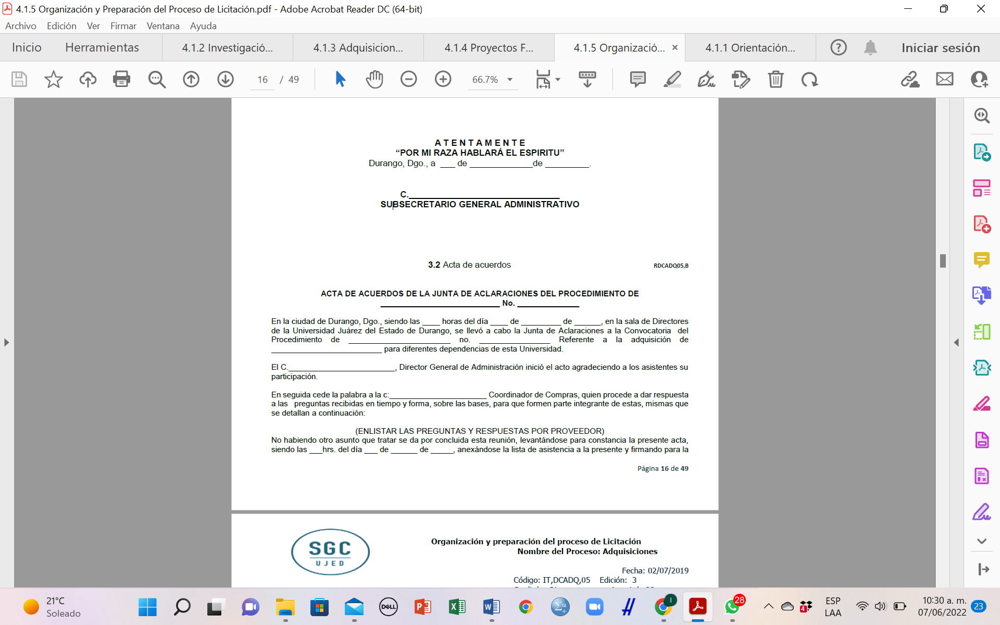 4.1.5 Organización y Preparación del Proceso de Licitación.pdf - Adobe Acrobat Reader DC (64-bit)
Archivo Edición Ver Firmar Ventana Ayuda
Inicio Herramientas 4.1.2 Investigació... 4.1.3 Adquisicion... 4.1.4 Proyectos F... 4.1.5 Organizació... 4.1.1 Orientación... Iniciar sesión
16 / 49 66.7%
A T E N T A M E N T E
“POR MI RAZA HABLARÁ EL ESPIRITU”
Durango, Dgo., a ___ de _____________de _________.
C.______________________________
SUBSECRETARIO GENERAL ADMINISTRATIVO
3.2 Acta de acuerdos RDCADQ05,B
ACTA DE ACUERDOS DE LA JUNTA DE ACLARACIONES DEL PROCEDIMIENTO DE
___________________________ No. ______________
En la ciudad de Durango, Dgo., siendo las ____ horas del día ____ de _________ de ______, en la sala de Directores
de la Universidad Juárez del Estado de Durango, se llevó a cabo la Junta de Aclaraciones a la Convocatoria del
Procedimiento de _______________________ no. ________________ Referente a la adquisición de
_________________________ para diferentes dependencias de esta Universidad.
El C.________________________, Director General de Administración inició el acto agradeciendo a los asistentes su
participación.
En seguida cede la palabra a la c:______________________ Coordinador de Compras, quien procede a dar respuesta
a las preguntas recibidas en tiempo y forma, sobre las bases, para que formen parte integrante de estas, mismas que
se detallan a continuación:
(ENLISTAR LAS PREGUNTAS Y RESPUESTAS POR PROVEEDOR)
No habiendo otro asunto que tratar se da por concluida esta reunión, levantándose para constancia la presente acta,
siendo las ___hrs. del día ___ de ______ de _____, anexándose la lista de asistencia a la presente y firmando para la
Página 16 de 49
SGC
UJED
Organización y preparación del proceso de Licitación
Nombre del Proceso: Adquisiciones
Fecha: 02/07/2019
Código: IT,DCADQ,05 Edición: 3
21°C
Soleado
DELL
28
4
ESP
LAA
10:30 a. m.
07/06/2022
23